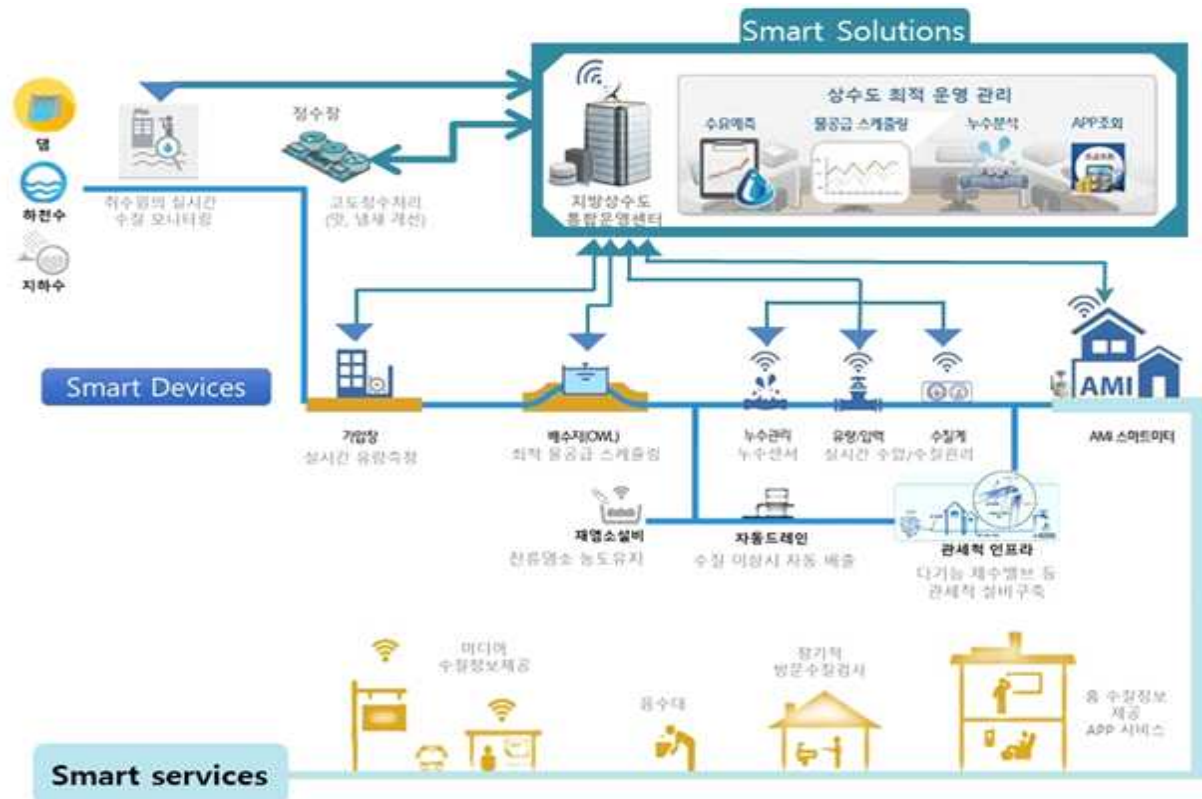 Smart Solutions
상수도 최적 운영 관리
수요예측
물공급 스케줄링
누수분석
APP조회
지방상수도
통합운영센터
댐
하천수
지하수
취수원의 실시간
수질 모니터링
정수장
고도정수처리
(맛, 냄새 개선)
Smart Devices
가압장
실시간 유량측정
배수지(OWL)
최적 물공급 스케줄링
누수관리
누수센서
유량/압력
수질계
실시간 수압/수질관리
AMI
AMI 스마트미터
재염소설비
잔류염소 농도유지
자동드레인
수질 이상시 자동 배출
관세척 인프라
다기능 제수밸브 등
관세척 설비구축
미디어
수질정보제공
음수대
정기적
방문수질검사
홈 수질정보
제공
APP 서비스
Smart services